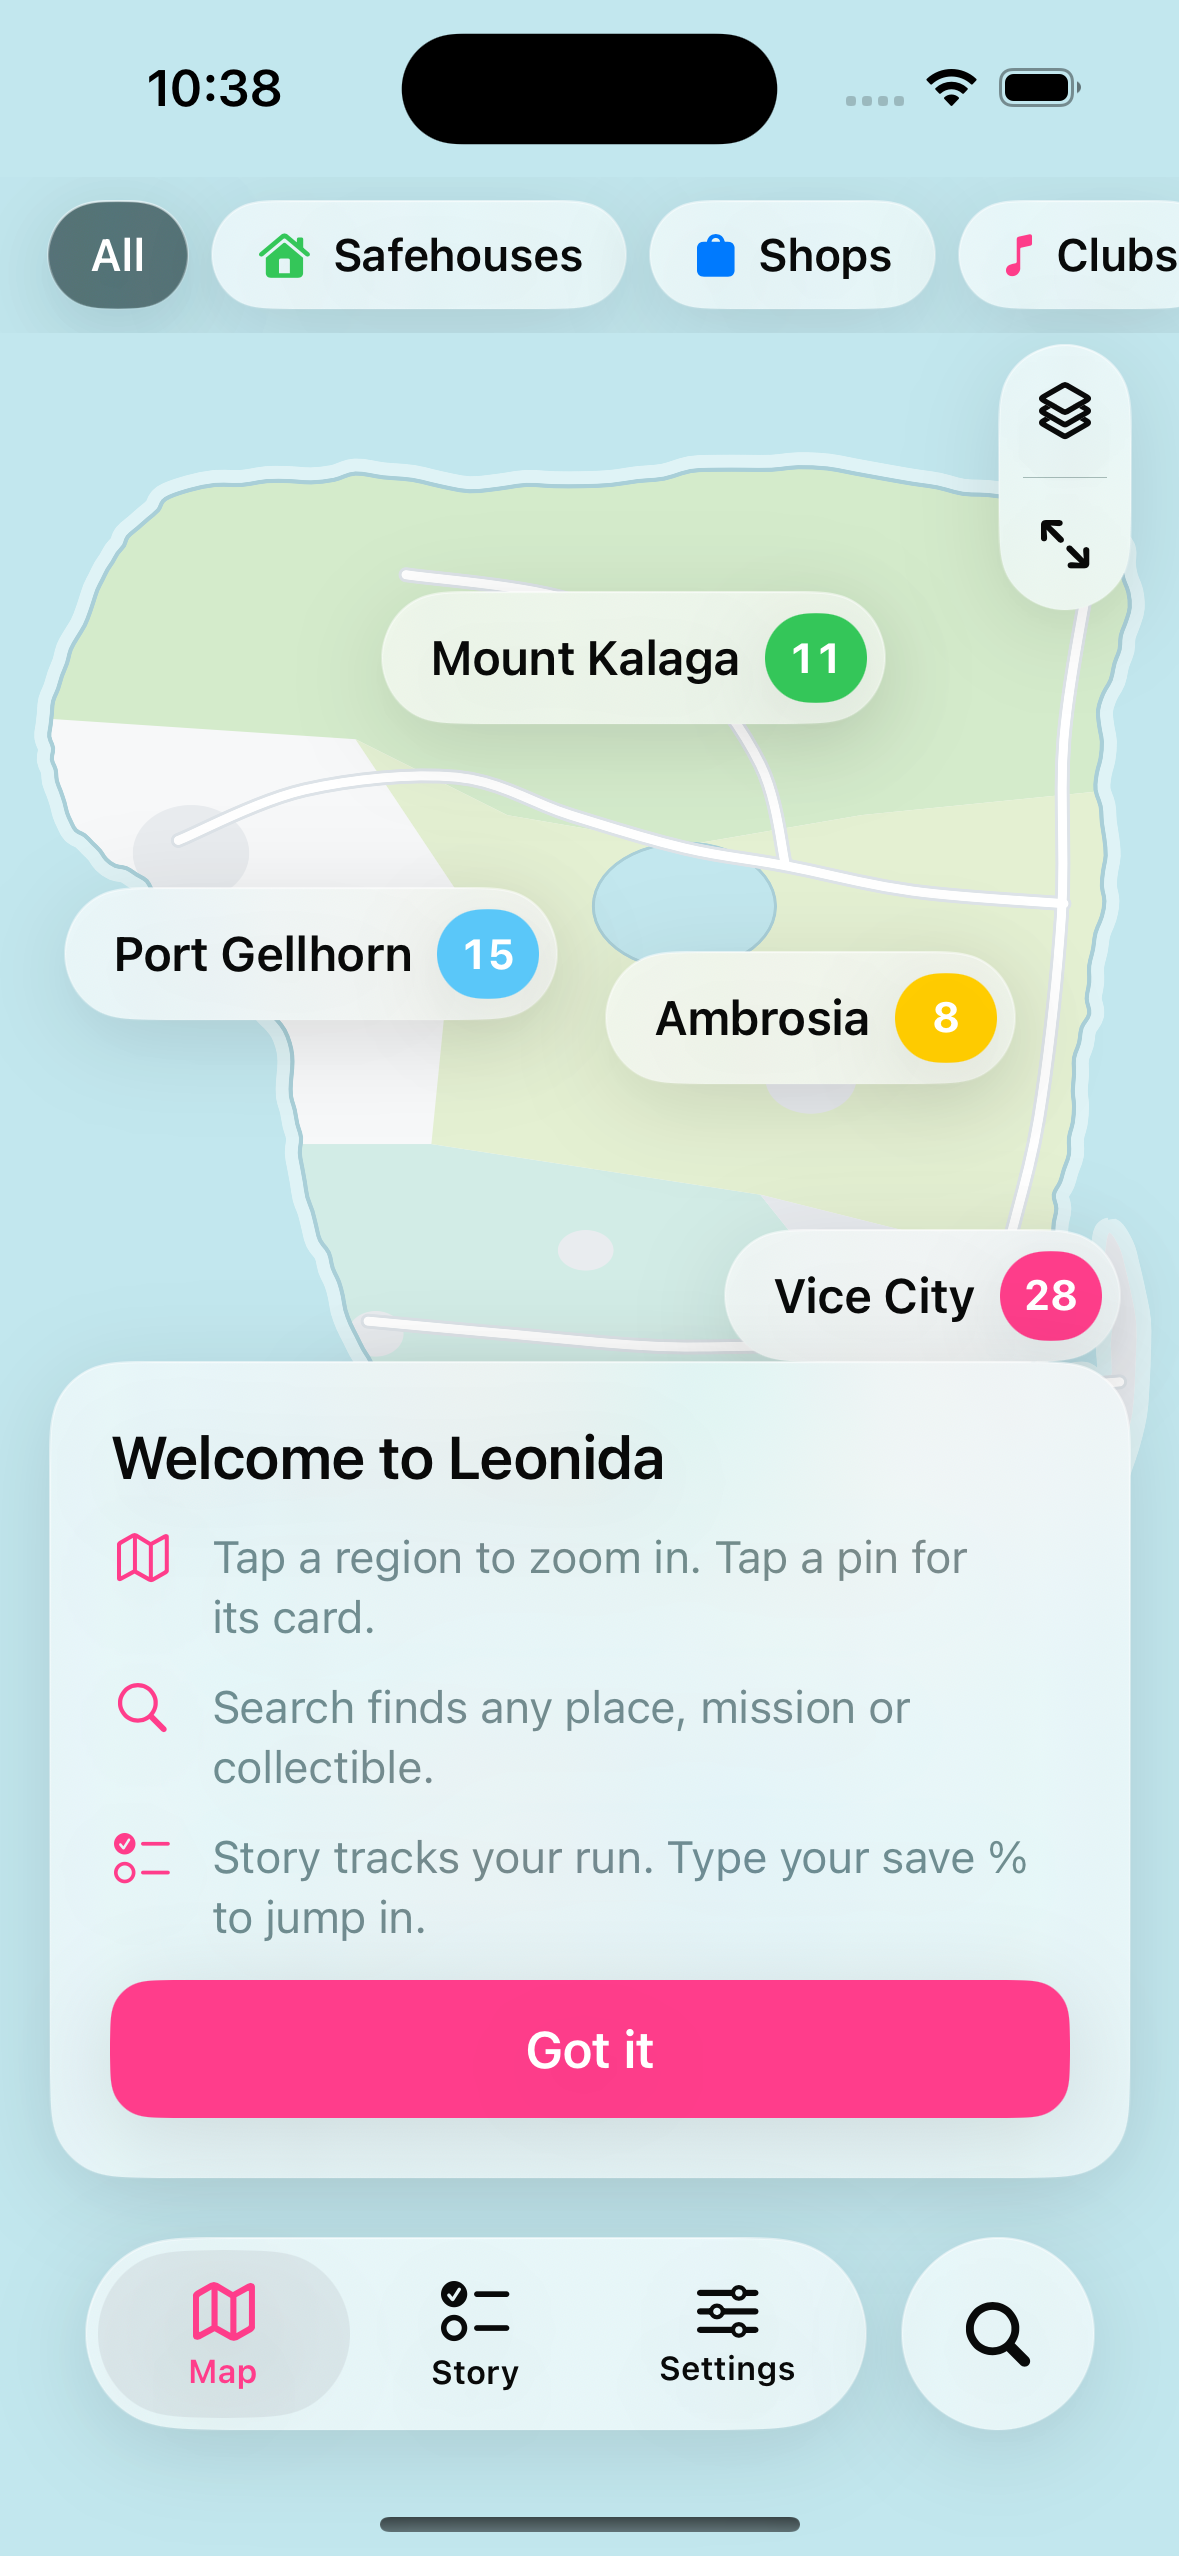 10:38
All
Safehouses
Shops
Clubs
Mount Kalaga 11
Port Gellhorn 15
Ambrosia 8
Vice City 28
Welcome to Leonida
Tap a region to zoom in. Tap a pin for
its card.
Search finds any place, mission or
collectible.
Story tracks your run. Type your save %
to jump in.
Got it
Map
Story
Settings